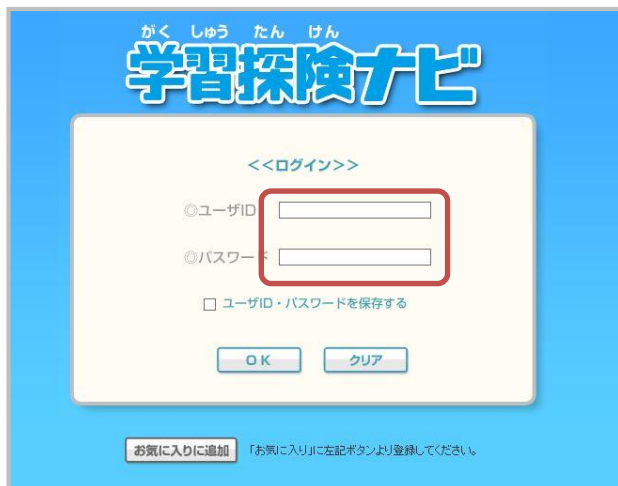 がく しゅう たん けん
学習探険ナビ
<<ログイン>>
◎ユーザID
◎パスワード
ユーザID・パスワードを保存する
OK クリア
お気に入りに追加 「お気に入り」に左記ボタンより登録してください。